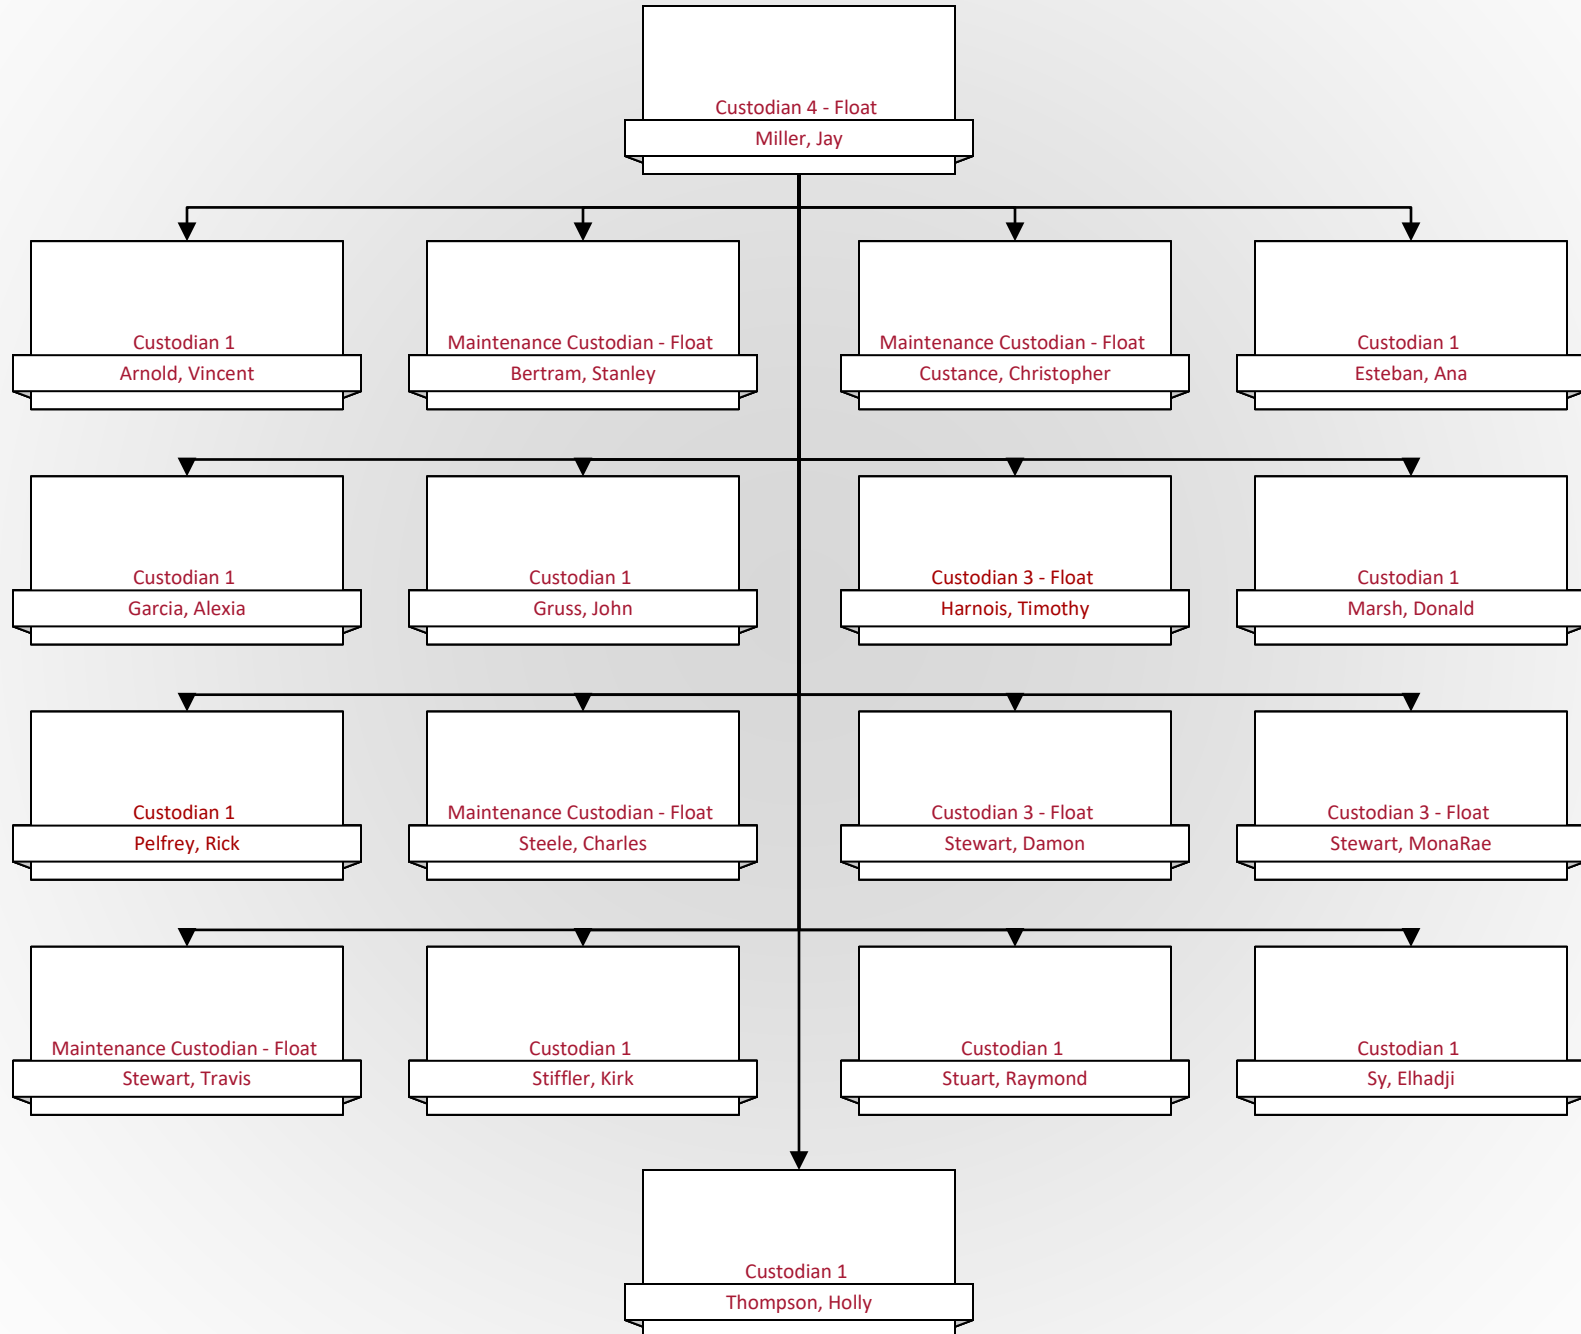 Custodian 4 - Float
Miller, Jay
Custodian 1
Arnold, Vincent
Maintenance Custodian - Float
Bertram, Stanley
Maintenance Custodian - Float
Custance, Christopher
Custodian 1
Esteban, Ana
Custodian 1
Garcia, Alexia
Custodian 1
Gruss, John
Custodian 3 - Float
Harnois, Timothy
Custodian 1
Marsh, Donald
Custodian 1
Pelfrey, Rick
Maintenance Custodian - Float
Steele, Charles
Custodian 3 - Float
Stewart, Damon
Custodian 3 - Float
Stewart, MonaRae
Maintenance Custodian - Float
Stewart, Travis
Custodian 1
Stiffler, Kirk
Custodian 1
Stuart, Raymond
Custodian 1
Sy, Elhadji
Custodian 1
Thompson, Holly